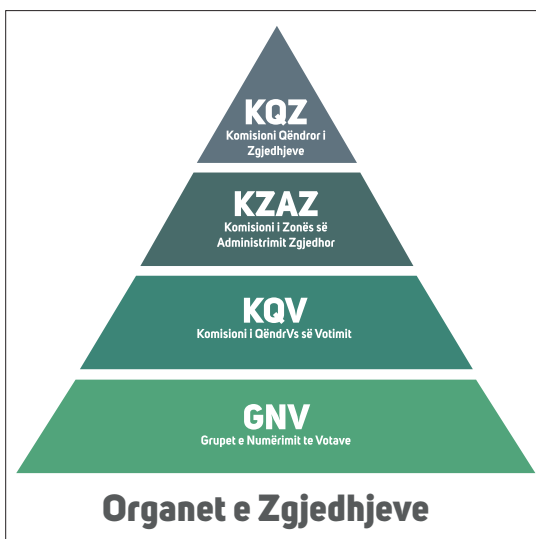 KQZ
Komisioni Qëndror i
Zgjedhjeve
KZAZ
Komisioni i Zonës së
Administrimit Zgjedhor
KQV
Komisioni i QëndrVs së Votimit
GNV
Grupet e Numërimit te Votave
Organet e Zgjedhjeve